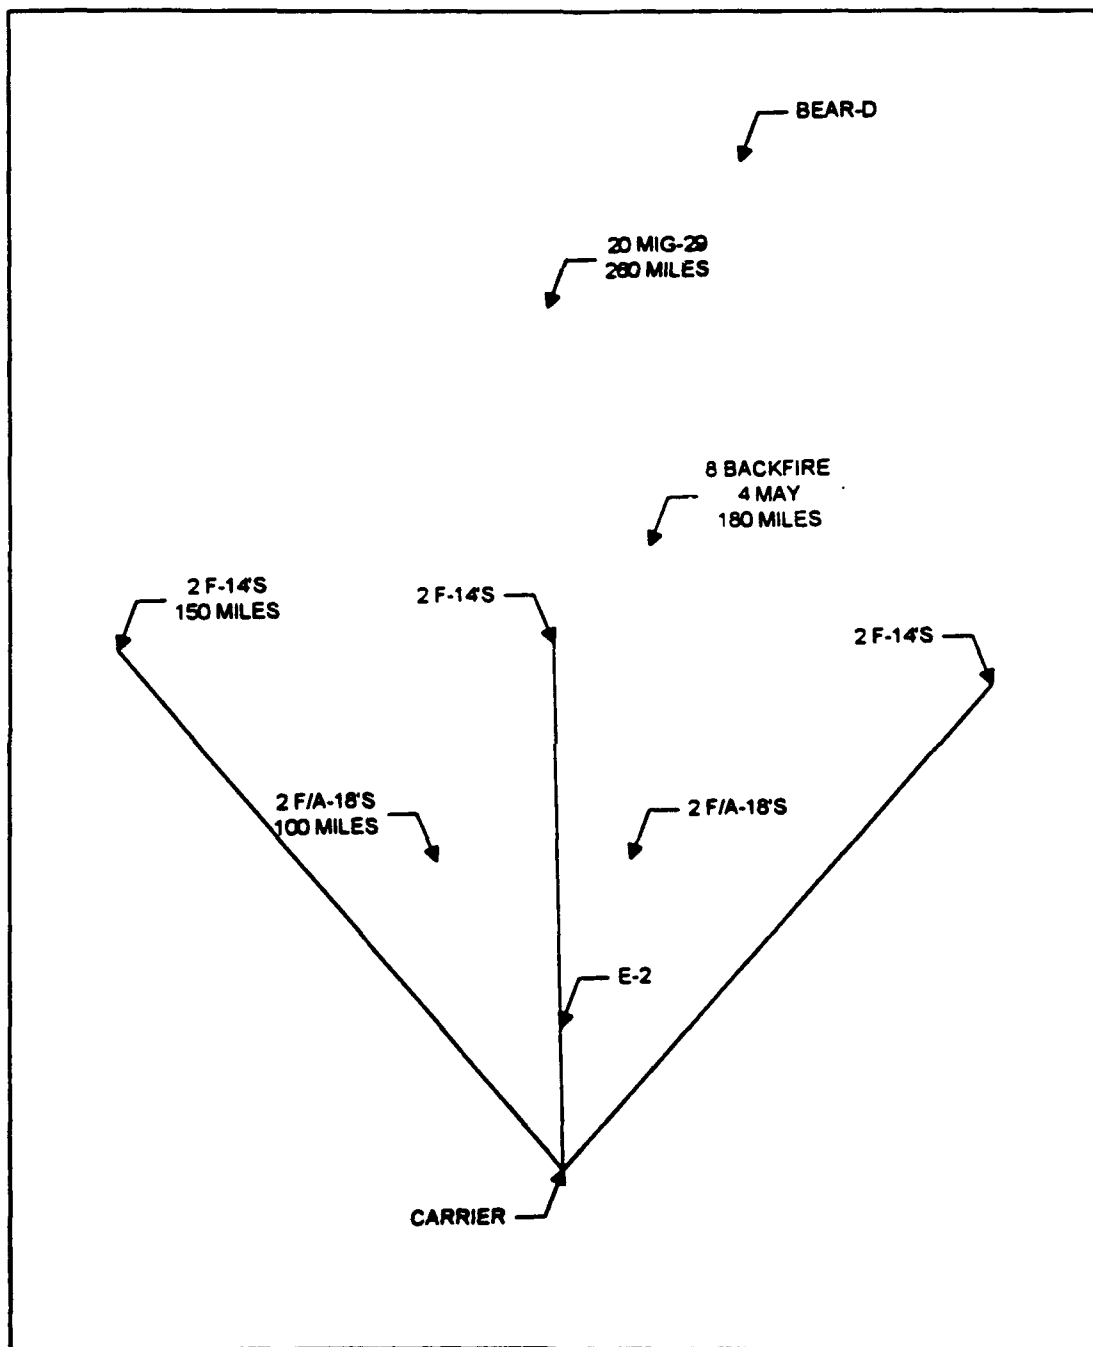 BEAR-D
20 MIG-29
260 MILES
8 BACKFIRE
4 MAY
180 MILES
2 F-14'S
150 MILES
2 F-14'S
2 F-14'S
2 F/A-18'S
100 MILES
2 F/A-18'S
E-2
CARRIER